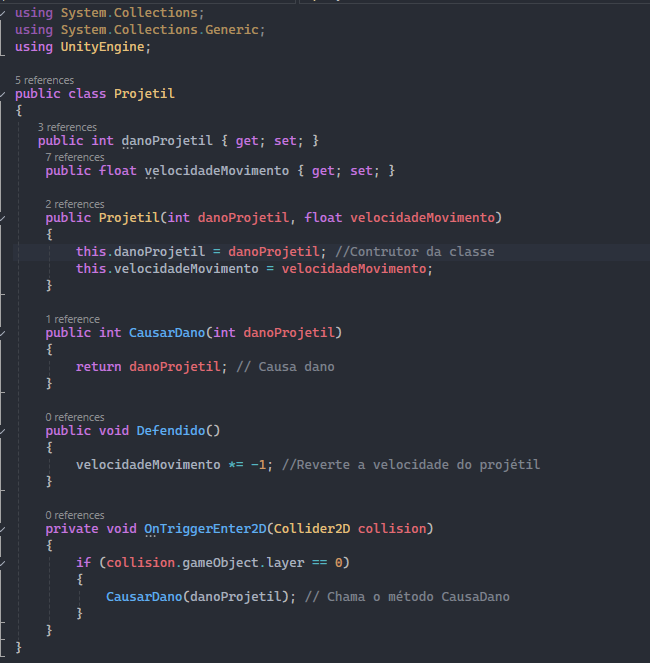 using System.Collections;
using System.Collections.Generic;
using UnityEngine;
5 references
public class Projetil
{
3 references
public int danoProjetil { get; set; }
7 references
public float velocidadeMovimento { get; set; }
2 references
public Projetil(int danoProjetil, float velocidadeMovimento)
{
this.danoProjetil = danoProjetil; //Contrutor da classe
this.velocidadeMovimento = velocidadeMovimento;
}
1 reference
public int CausarDano(int danoProjetil)
{
return danoProjetil; // Causa dano
}
0 references
public void Defendido()
{
velocidadeMovimento *= -1; //Reverte a velocidade do projétil
}
0 references
private void OnTriggerEnter2D(Collider2D collision)
{
if (collision.gameObject.layer == 0)
{
CausarDano(danoProjetil); // Chama o método CausaDano
}
}
}